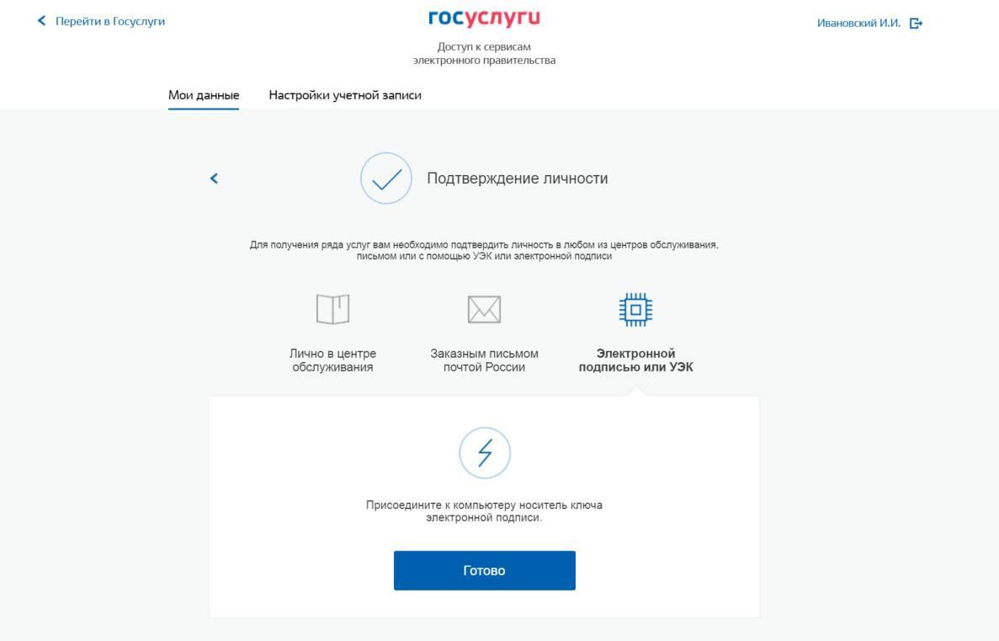 Перейти в Госуслуги
госуслуги
Ивановский И.И.
Доступ к сервисам
электронного правительства
Мои данные
Настройки учетной записи
Подтверждение личности
Для получения ряда услуг вам необходимо подтвердить личность в любом из центров обслуживания,
письмом или с помощью УЭК или электронной подписи
Лично в центре
обслуживания
Заказным письмом
почтой России
Электронной
подписью или УЭК
Присоедините к компьютеру носитель ключа
электронной подписи.
Готово